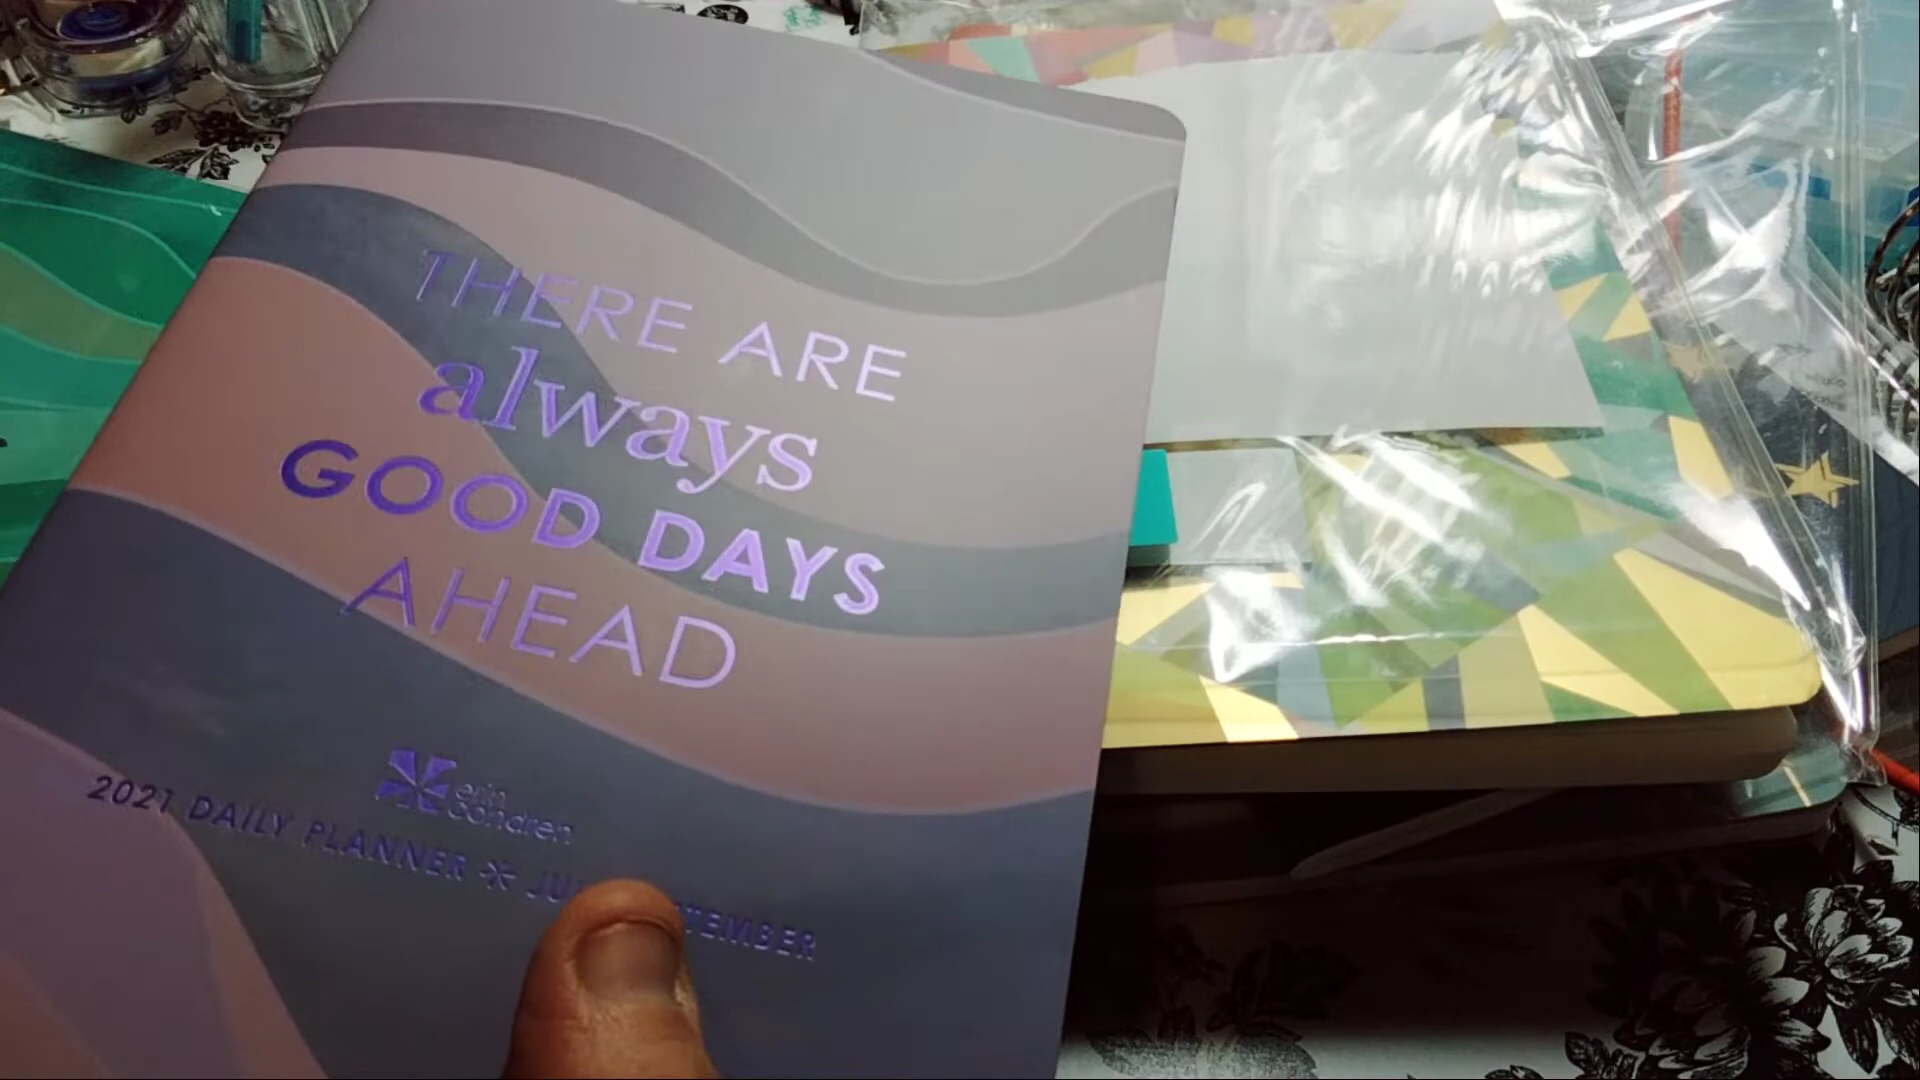 THERE ARE
always
GOOD DAYS
AHEAD
erin
condren
2021 DAILY PLANNER *